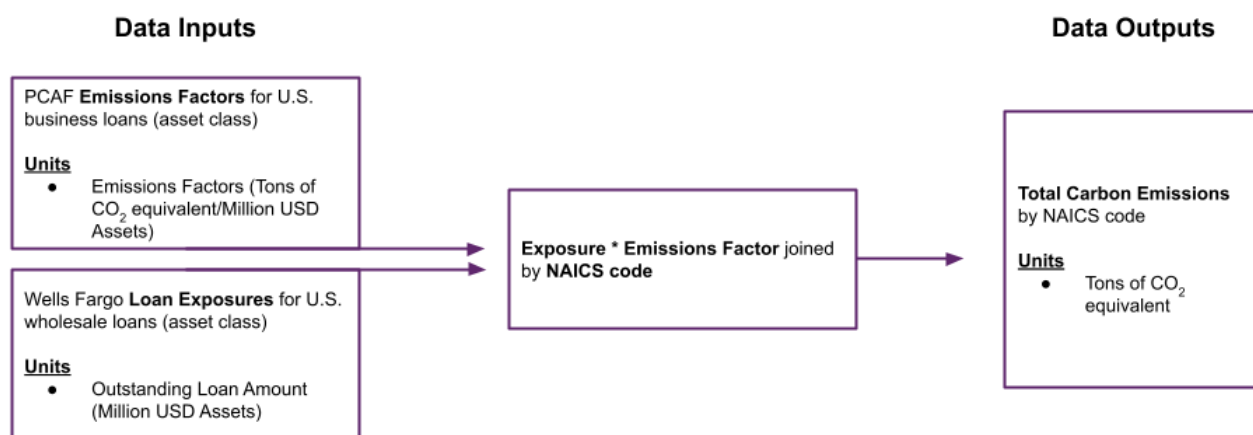 Data Inputs
Data Outputs
PCAF Emissions Factors for U.S.
business loans (asset class)
Units
● Emissions Factors (Tons of
CO2 equivalent/Million USD
Assets)
Wells Fargo Loan Exposures for U.S.
wholesale loans (asset class)
Units
● Outstanding Loan Amount
(Million USD Assets)
Exposure * Emissions Factor joined
by NAICS code
Total Carbon Emissions
by NAICS code
Units
● Tons of CO2
equivalent